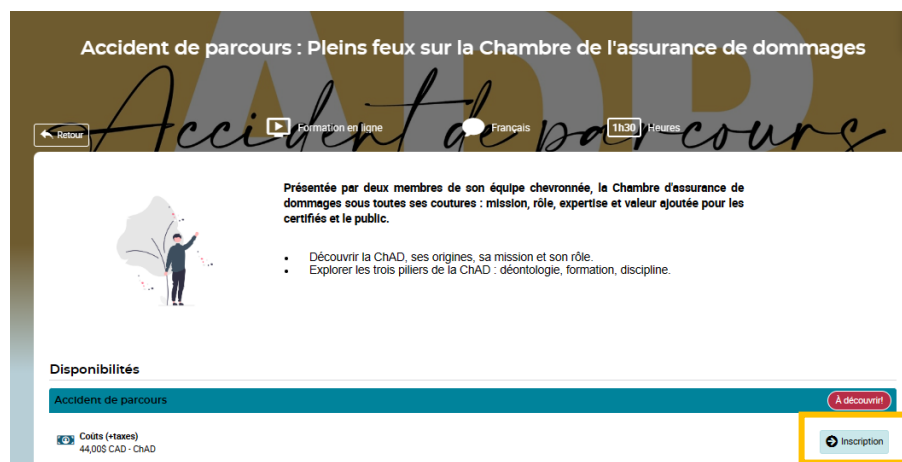 ADP
Accident de parcours : Pleins feux sur la Chambre de l'assurance de dommages
Accident de parcours
Retour
Formation en ligne
Français
1h30 Heures
Présentée par deux membres de son équipe chevronnée, la Chambre d'assurance de
dommages sous toutes ses coutures : mission, rôle, expertise et valeur ajoutée pour les
certifiés et le public.
• Découvrir la ChAD, ses origines, sa mission et son rôle.
• Explorer les trois piliers de la ChAD : déontologie, formation, discipline.
Disponibilités
Accident de parcours
À découvrir!
Coûts (+taxes)
44,00$ CAD - ChAD
Inscription